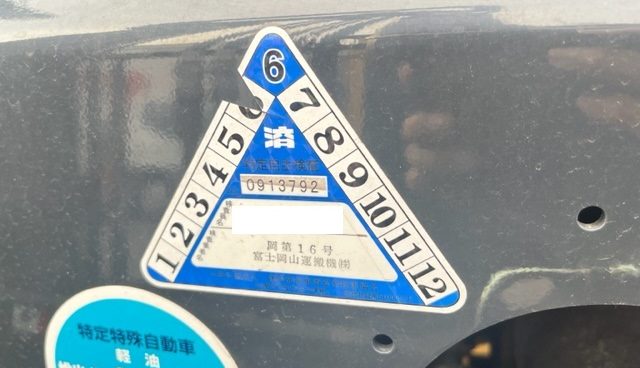 6
済
特定自主検査
0913792
岡第16号
富士岡山運搬機㈱
1 2 3 4 5 6
7 8 9 10 11 12
特定特殊自動車
軽油